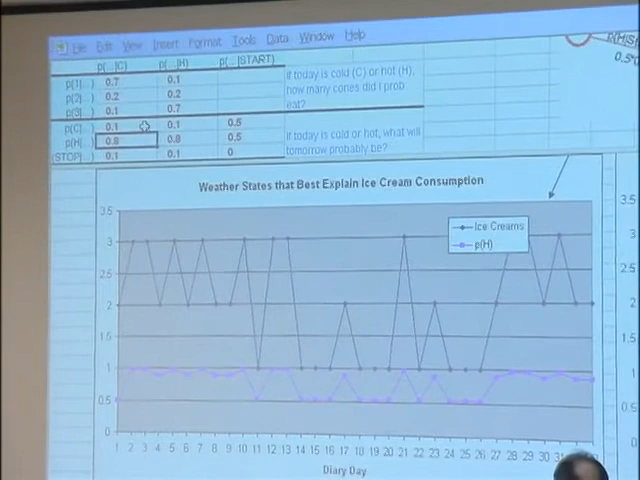 File Edit View Insert Format Tools Data Window Help
p(...|C) p(...|H) p(...|START)
p(1| ) 0.7 0.1
p(2| ) 0.2 0.2
p(3| ) 0.1 0.7
If today is cold (C) or hot (H),
how many cones did I prob
eat?
p(C| ) 0.1 0.1 0.5
p(H| ) 0.8 0.8 0.5
(STOP| ) 0.1 0.1 0
If today is cold or hot, what will
tomorrow probably be?
p(H|St
0.5*0
Weather States that Best Explain Ice Cream Consumption
Ice Creams
p(H)
3.5
3
2.5
2
1.5
1
0.5
0
3.5
3
2.5
2
1.5
1
0.5
0
1 2 3 4 5 6 7 8 9 10 11 12 13 14 15 16 17 18 19 20 21 22 23 24 25 26 27 28 29 30 31
Diary Day